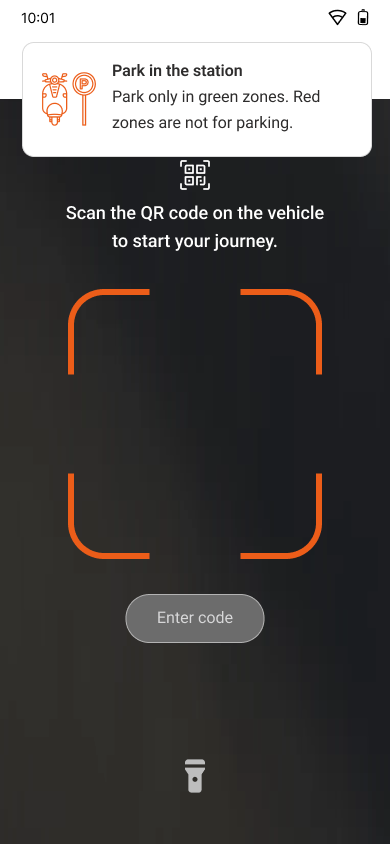 10:01
Park in the station
Park only in green zones. Red
zones are not for parking.
Scan the QR code on the vehicle
to start your journey.
Enter code